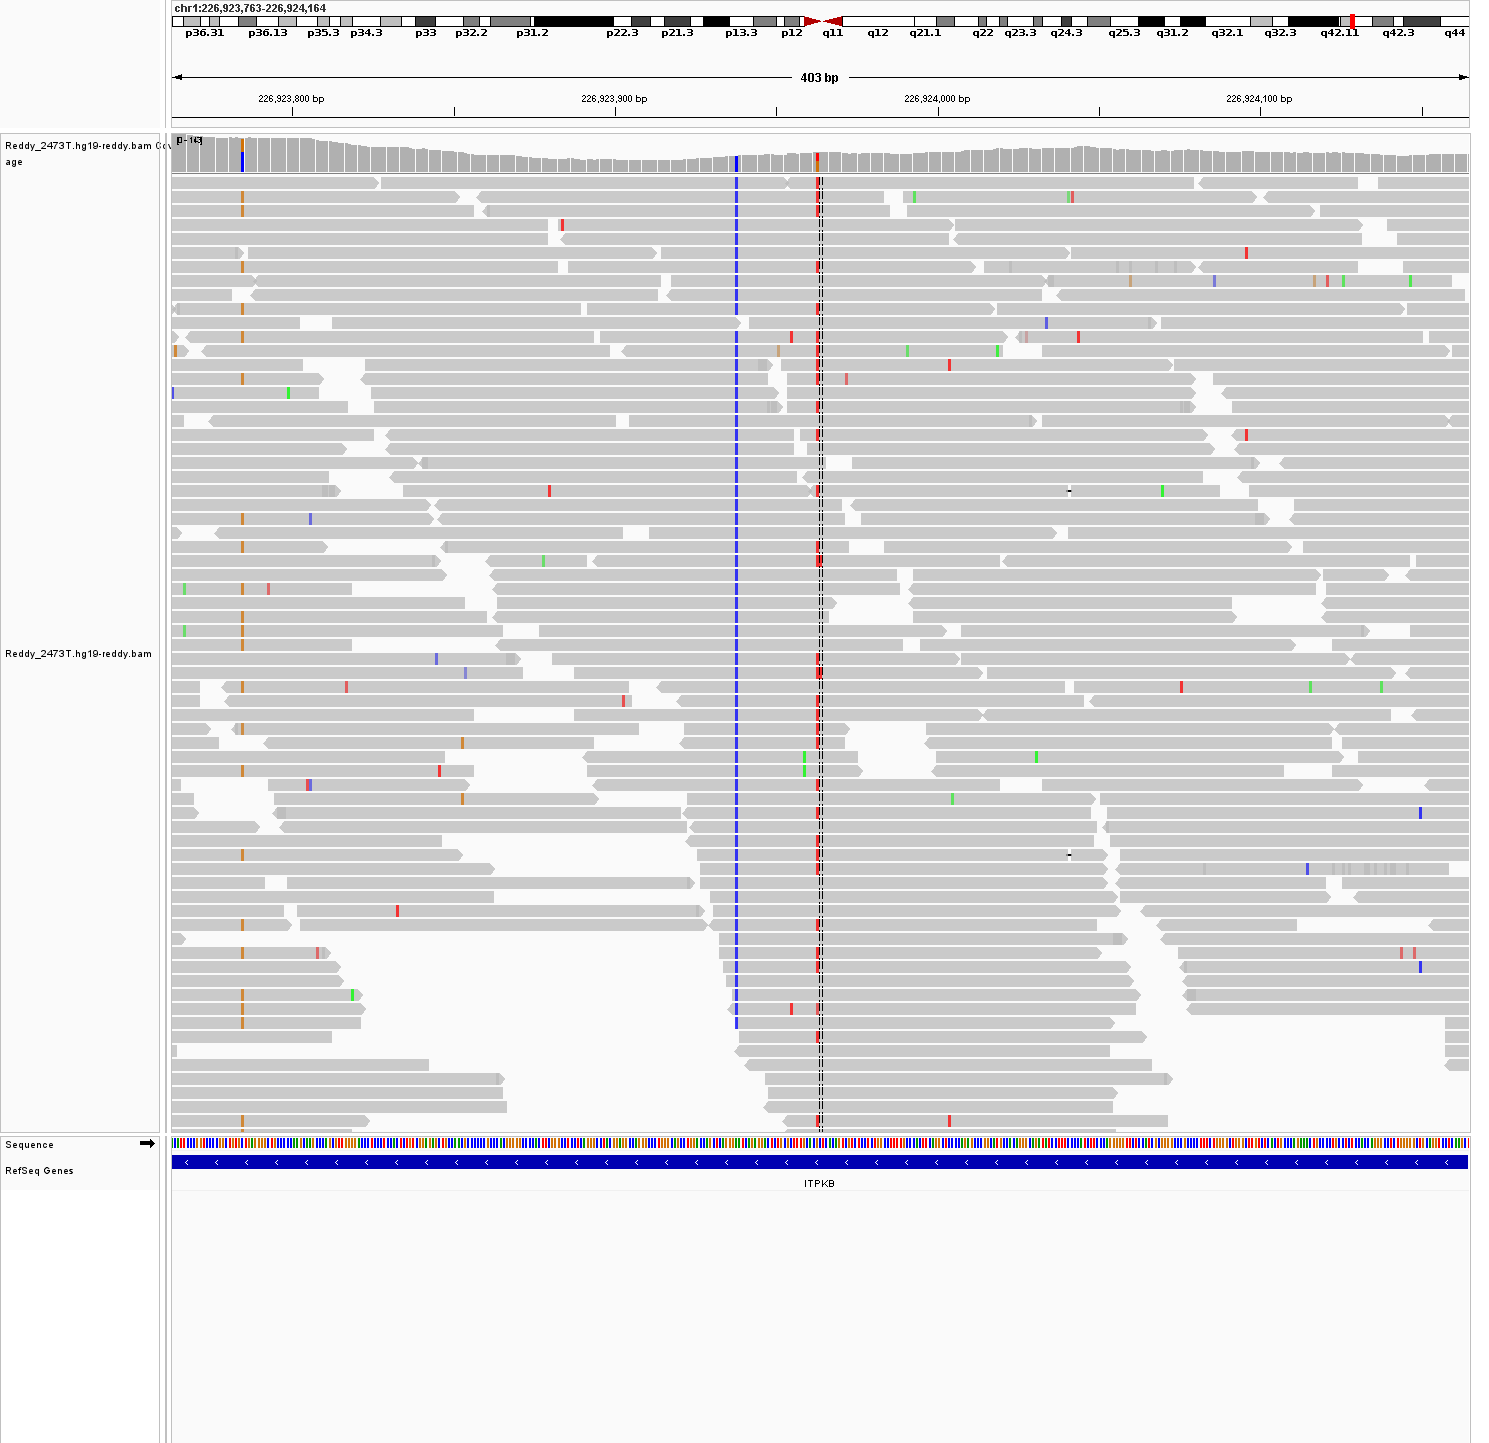 chr1:226,923,763-226,924,164
p36.31 p36.13 p35.3 p34.3 p33 p32.2 p31.2 p22.3 p21.3 p13.3 p12 q11 q12 q21.1 q22 q23.3 q24.3 q25.3 q31.2 q32.1 q32.3 q42.11 q42.3 q44
403 bp
226,923,800 bp 226,923,900 bp 226,924,000 bp 226,924,100 bp
Reddy_2473T.hg19-reddy.bam Cov
age
Reddy_2473T.hg19-reddy.bam
Sequence
RefSeq Genes
ITPKB